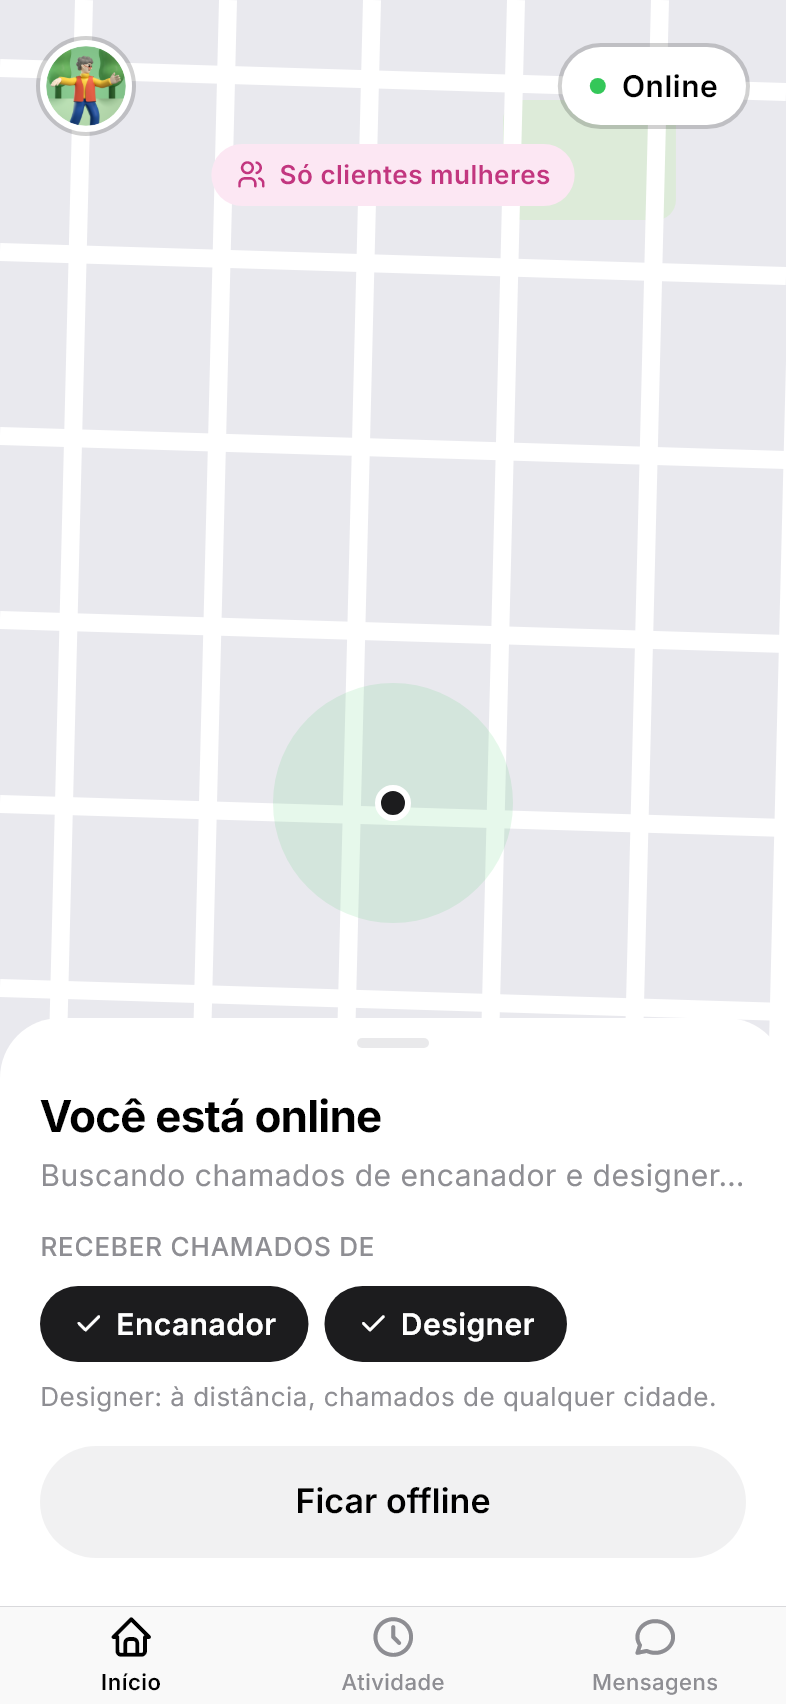 Online
Só clientes mulheres
Você está online
Buscando chamados de encanador e designer...
RECEBER CHAMADOS DE
Encanador
Designer
Designer: à distância, chamados de qualquer cidade.
Ficar offline
Início
Atividade
Mensagens